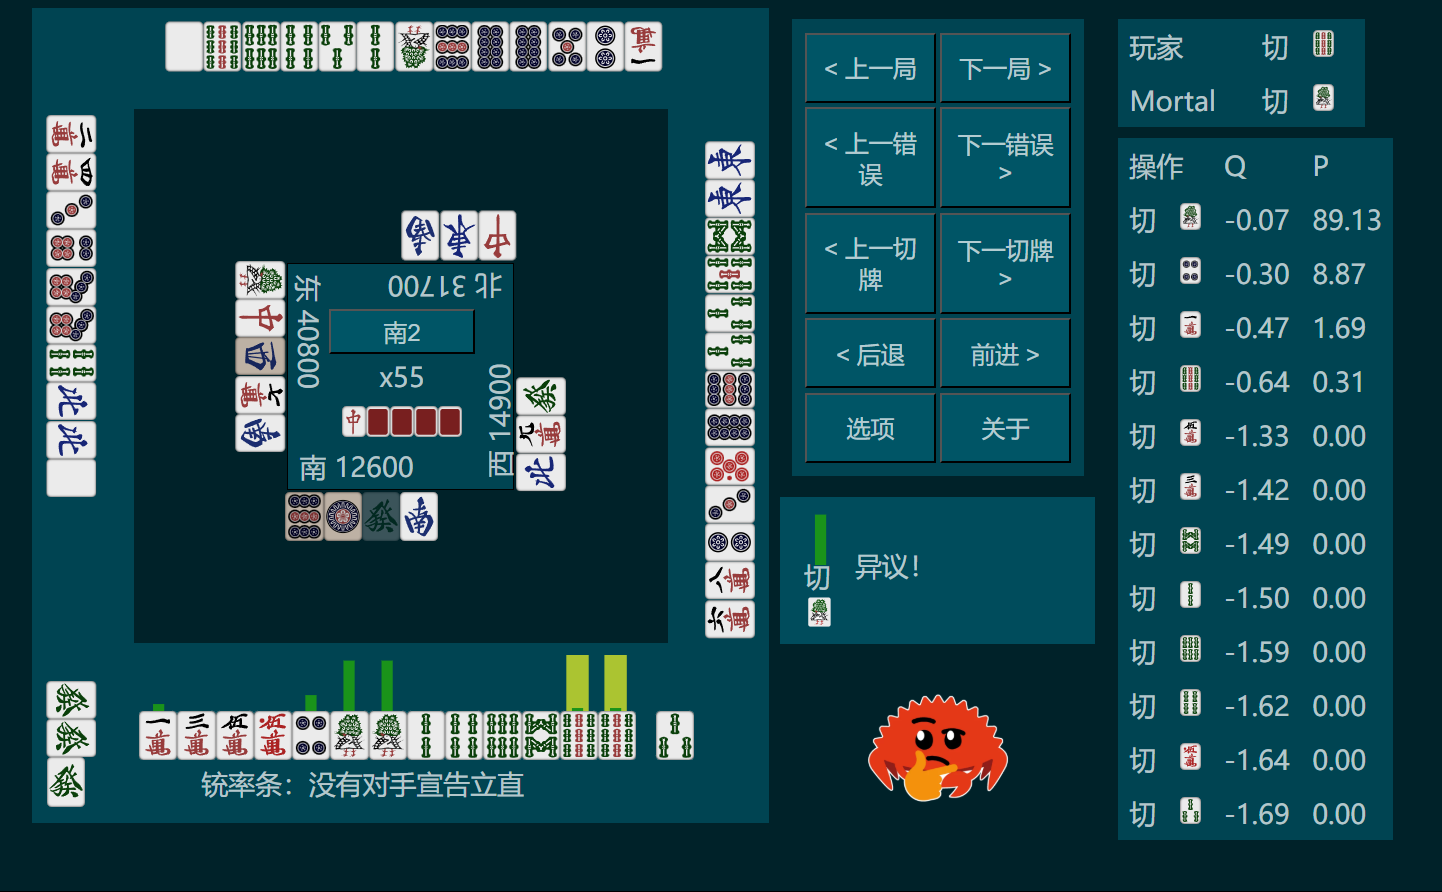 < 上一局
下一局 >
< 上一错误
下一错误 >
< 上一切牌
下一切牌 >
< 后退
前进 >
选项
关于
玩家 切
Mortal 切
操作 Q P
切 -0.07 89.13
切 -0.30 8.87
切 -0.47 1.69
切 -0.64 0.31
切 -1.33 0.00
切 -1.42 0.00
切 -1.49 0.00
切 -1.50 0.00
切 -1.59 0.00
切 -1.62 0.00
切 -1.64 0.00
切 -1.69 0.00
北 31700
东 40800
南2
x55
西 14900
南 12600
切
异议!
铳率条：没有对手宣告立直